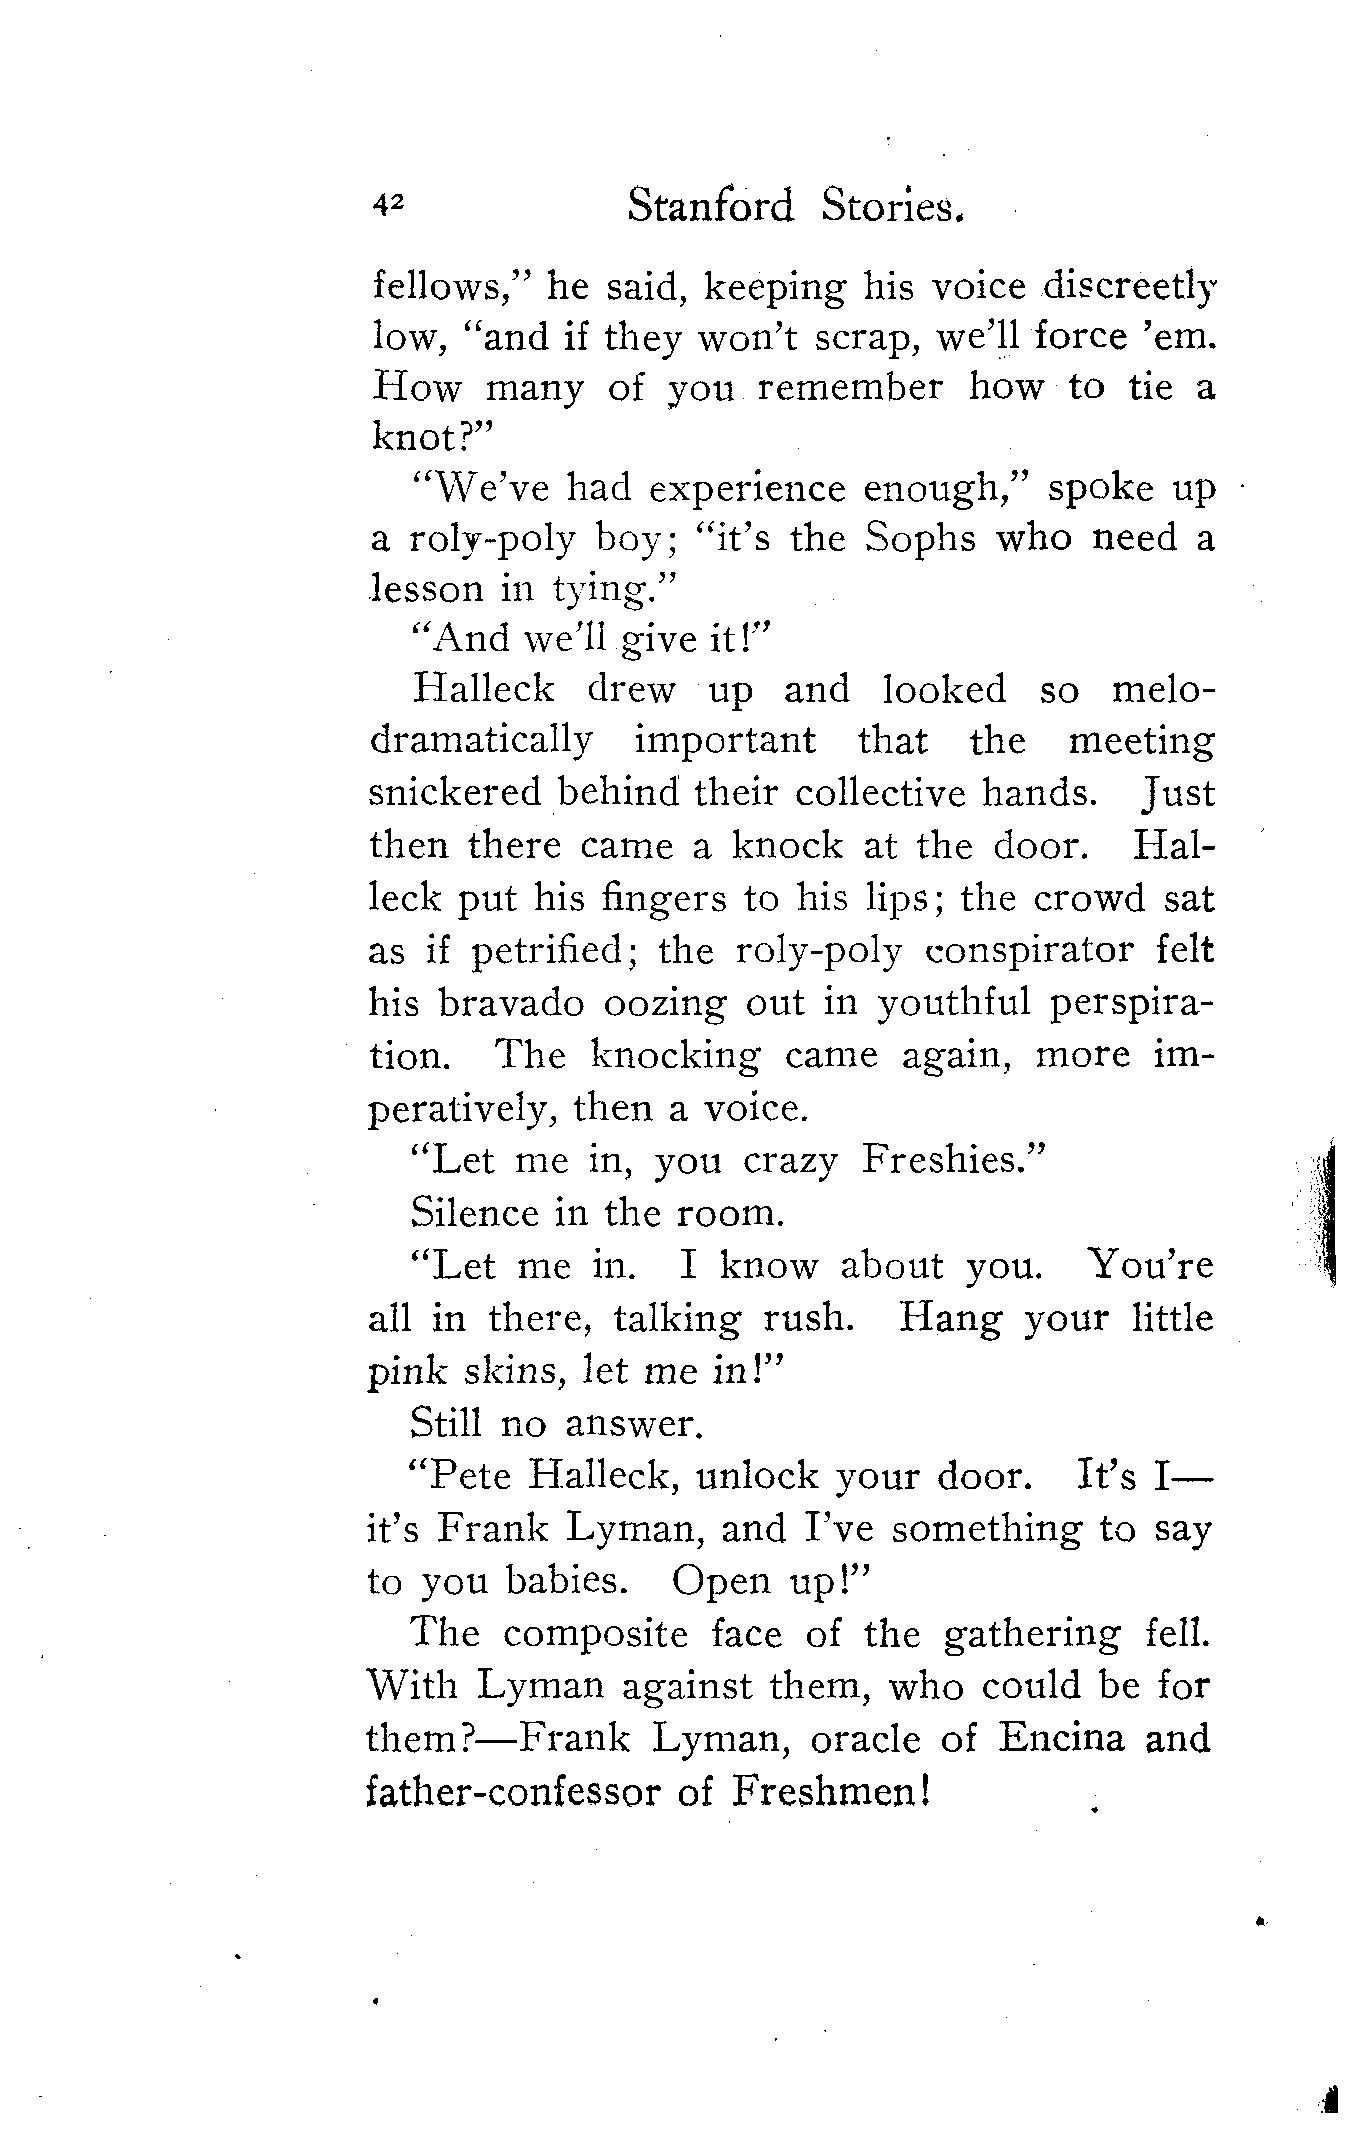 42 Stanford Stories.
fellows," he said, keeping his voice discreetly
low, "and if they won't scrap, we'll force 'em.
How many of you remember how to tie a
knot?"
"We've had experience enough," spoke up
a roly-poly boy; "it's the Sophs who need a
lesson in tying."
"And we'll give it!"
Halleck drew up and looked so melo-
dramatically important that the meeting
snickered behind their collective hands. Just
then there came a knock at the door. Hal-
leck put his fingers to his lips; the crowd sat
as if petrified; the roly-poly conspirator felt
his bravado oozing out in youthful perspira-
tion. The knocking came again, more im-
peratively, then a voice.
"Let me in, you crazy Freshies."
Silence in the room.
"Let me in. I know about you. You're
all in there, talking rush. Hang your little
pink skins, let me in!"
Still no answer.
"Pete Halleck, unlock your door. It's I—
it's Frank Lyman, and I've something to say
to you babies. Open up!"
The composite face of the gathering fell.
With Lyman against them, who could be for
them?—Frank Lyman, oracle of Encina and
father-confessor of Freshmen!